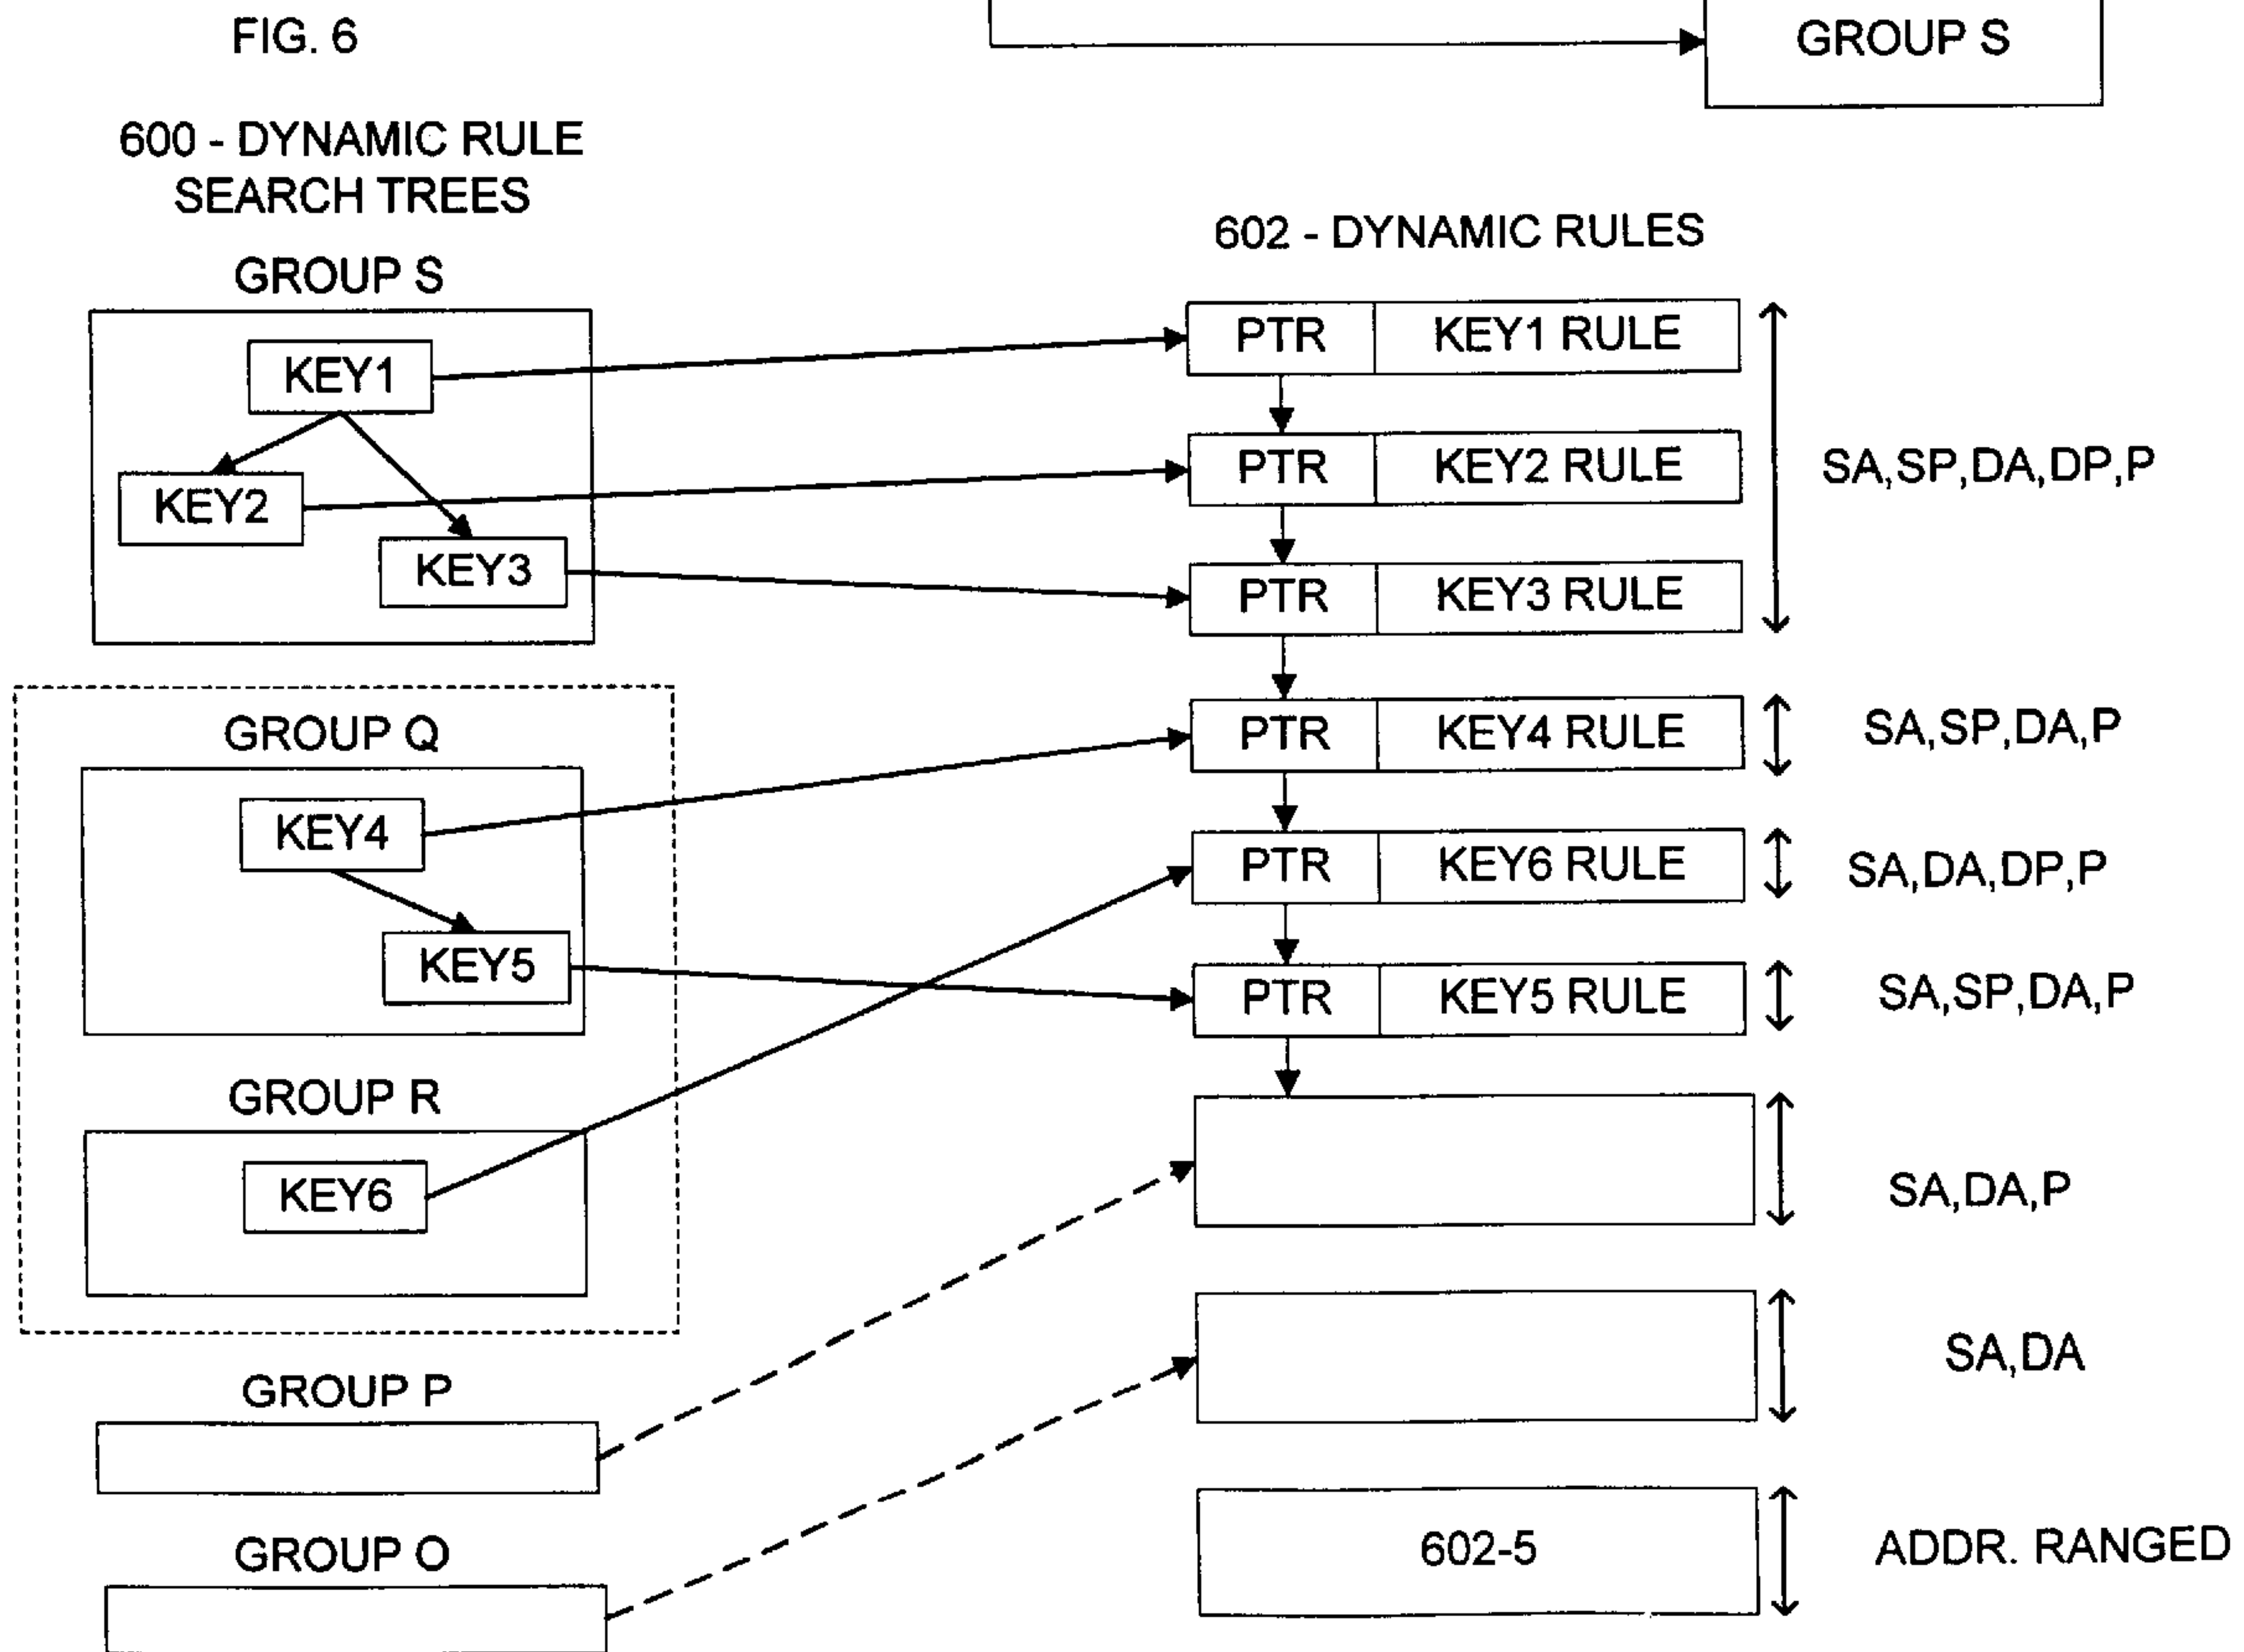 FIG. 6
GROUP S
600 - DYNAMIC RULE
SEARCH TREES
602 - DYNAMIC RULES
GROUP S
KEY1
KEY2
KEY3
PTR KEY1 RULE
PTR KEY2 RULE
PTR KEY3 RULE
SA,SP,DA,DP,P
GROUP Q
KEY4
KEY5
PTR KEY4 RULE
SA,SP,DA,P
PTR KEY6 RULE
SA,DA,DP,P
PTR KEY5 RULE
SA,SP,DA,P
GROUP R
KEY6
SA,DA,P
GROUP P
SA,DA
GROUP O
602-5
ADDR. RANGED